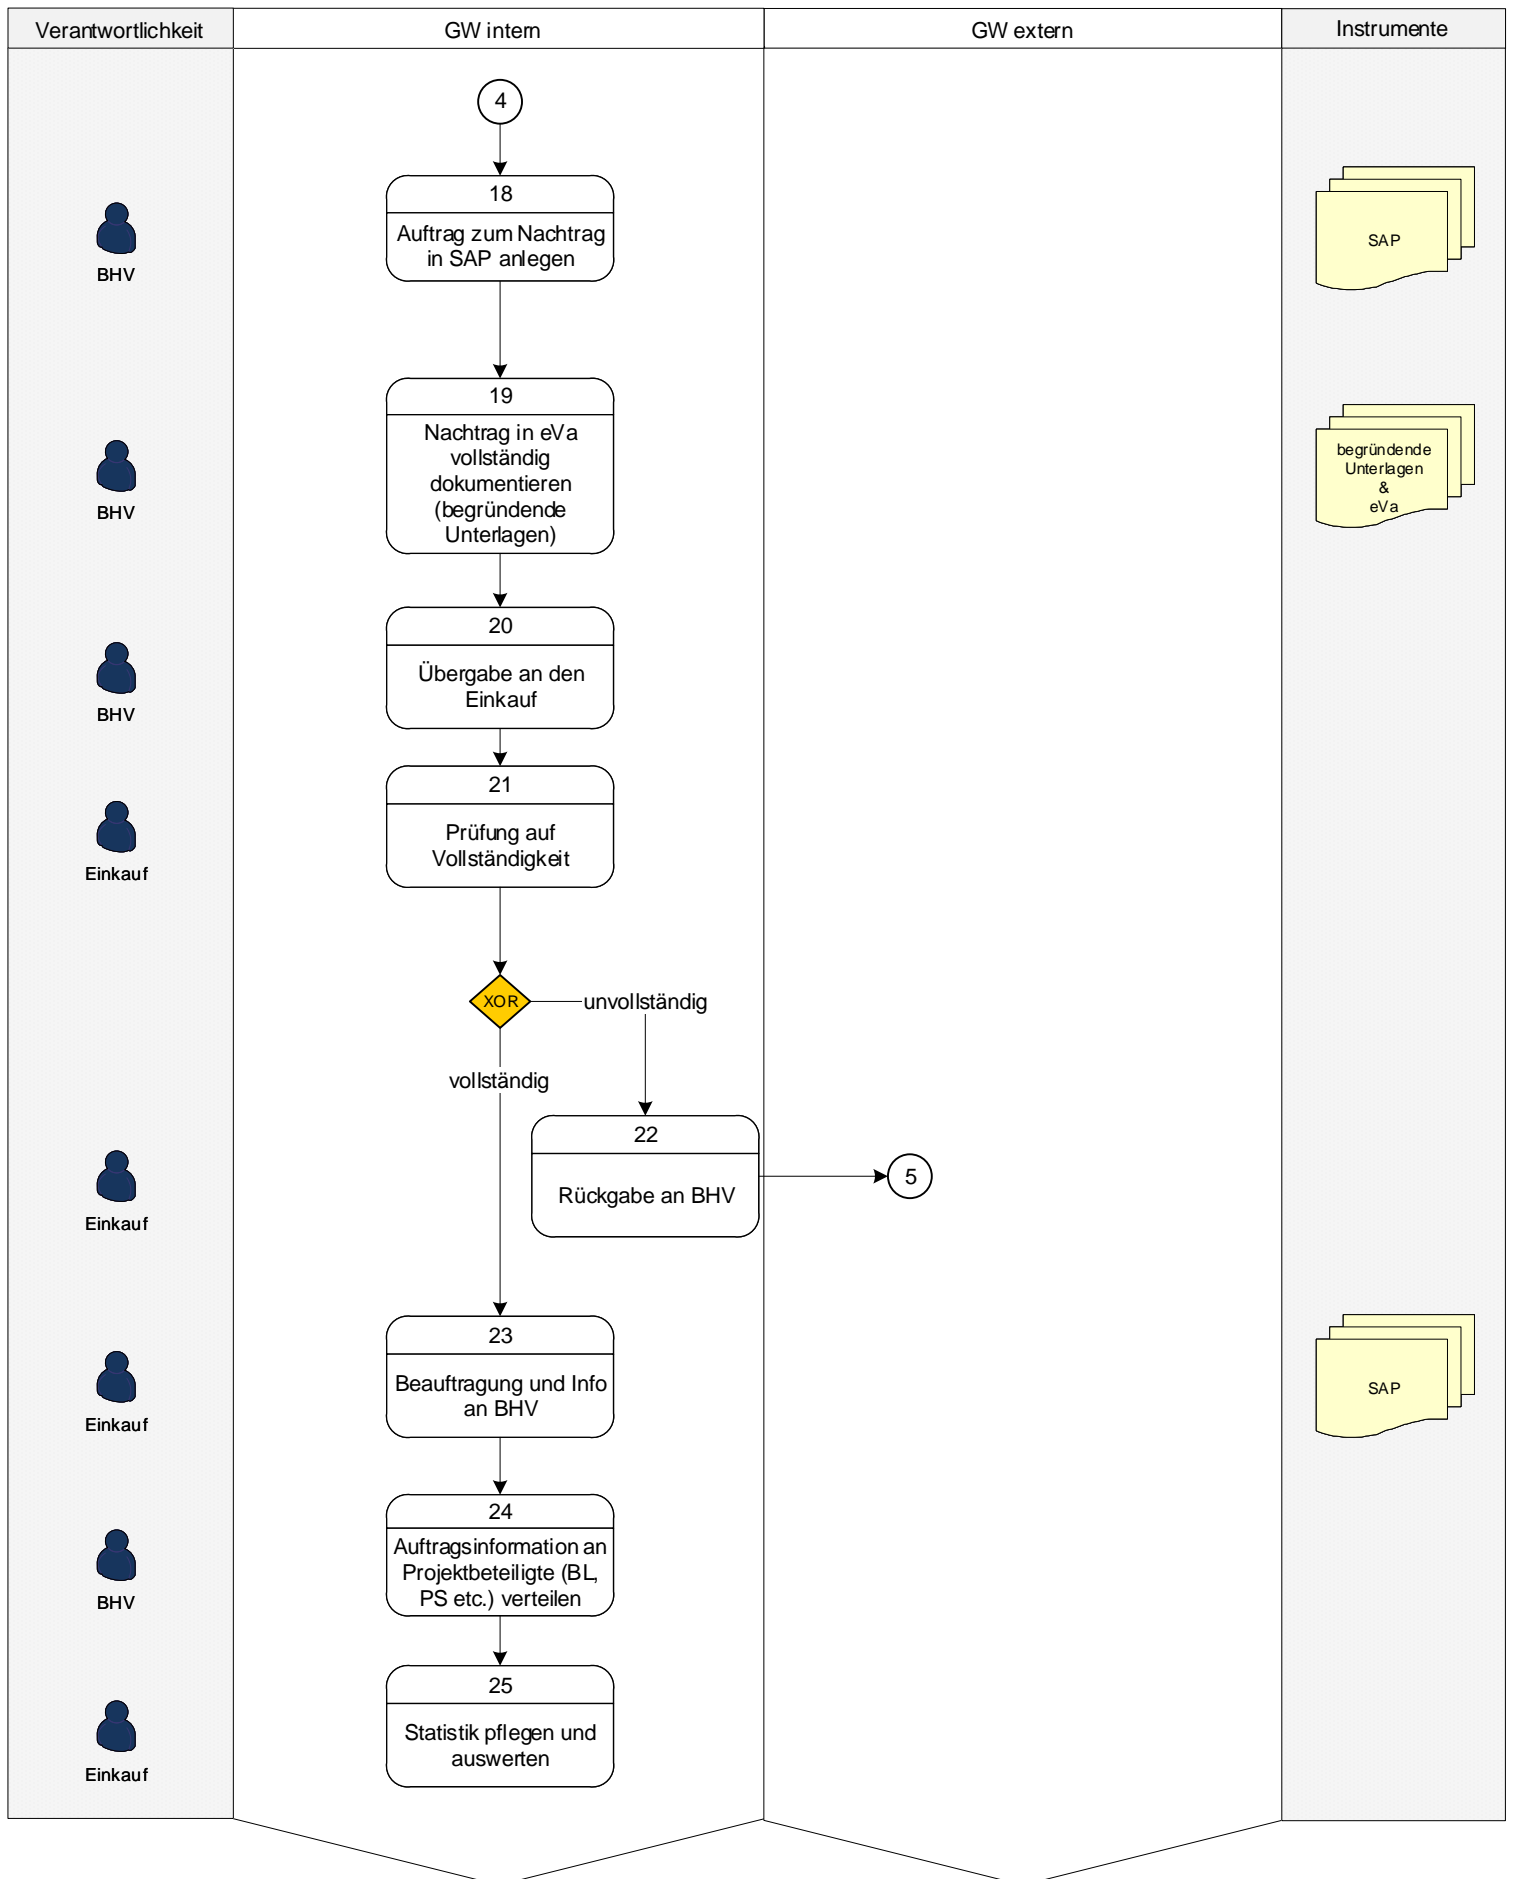 Verantwortlichkeit
GW intern
GW extern
Instrumente
4
BHV
18
Auftrag zum Nachtrag
in SAP anlegen
SAP
BHV
19
Nachtrag in eVa
vollständig
dokumentieren
(begründende
Unterlagen)
begründende
Unterlagen
&
eVa
BHV
20
Übergabe an den
Einkauf
Einkauf
21
Prüfung auf
Vollständigkeit
XOR
unvollständig
vollständig
Einkauf
22
Rückgabe an BHV
5
Einkauf
23
Beauftragung und Info
an BHV
SAP
BHV
24
Auftragsinformation an
Projektbeteiligte (BL,
PS etc.) verteilen
Einkauf
25
Statistik pflegen und
auswerten